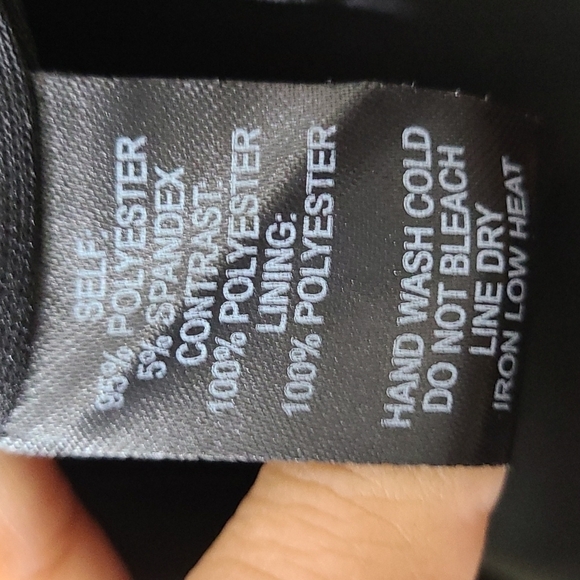 SELF:
95% POLYESTER
5% SPANDEX
CONTRAST:
100% POLYESTER
LINING:
100% POLYESTER
HAND WASH COLD
DO NOT BLEACH
LINE DRY
IRON LOW HEAT